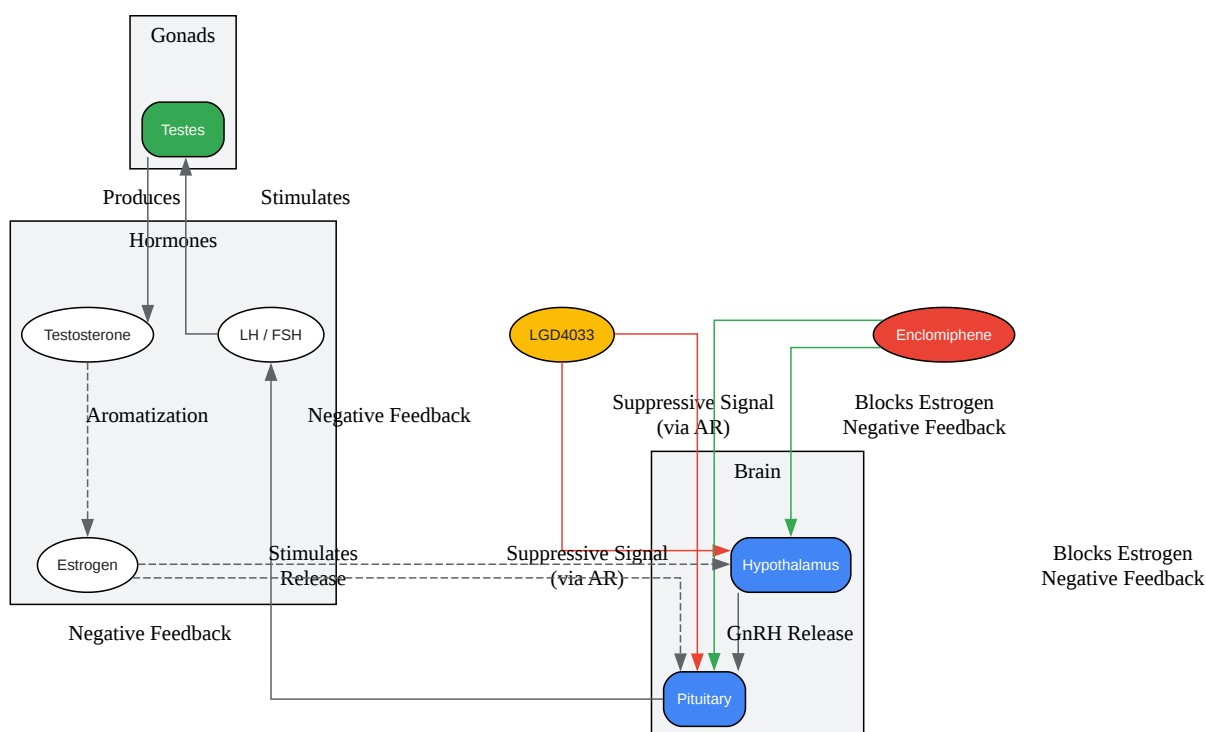 Gonads
Testes
Produces
Stimulates
Hormones
Testosterone
LH / FSH
LGD4033
Enclomiphene
Aromatization
Negative Feedback
Suppressive Signal
(via AR)
Blocks Estrogen
Negative Feedback
Brain
Estrogen
Stimulates
Release
Suppressive Signal
(via AR)
Hypothalamus
Blocks Estrogen
Negative Feedback
Negative Feedback
GnRH Release
Pituitary